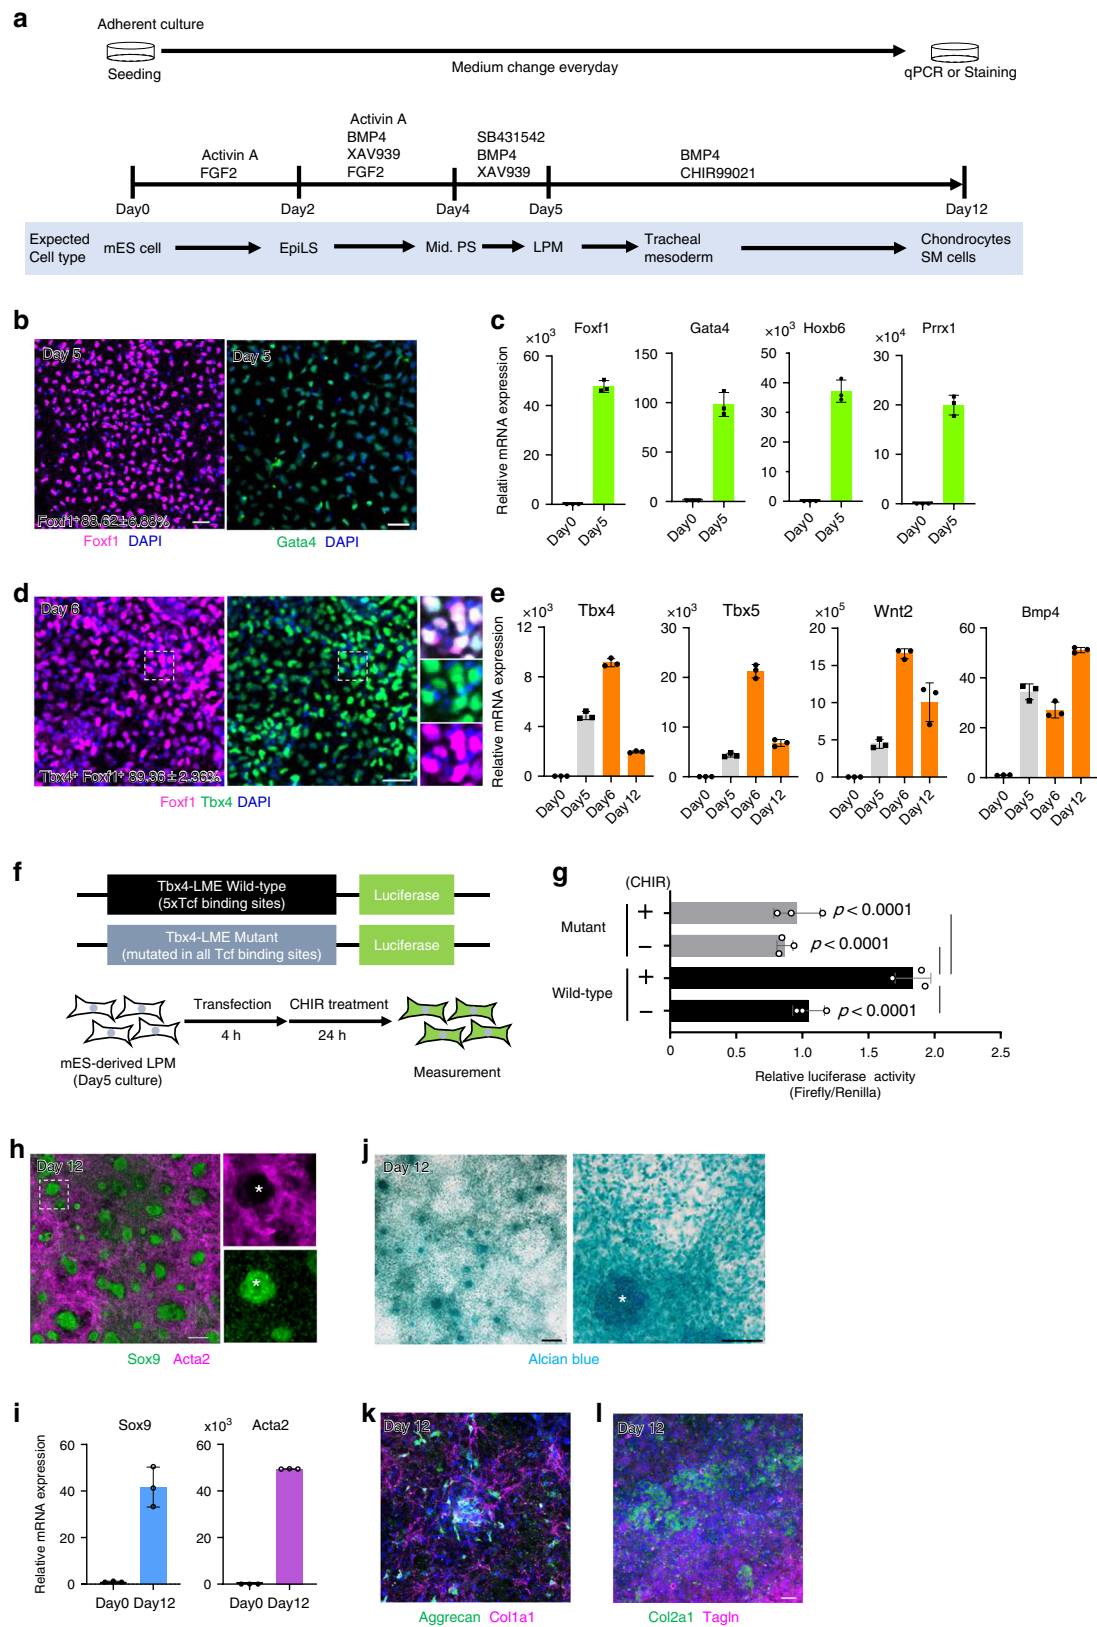 a
Adherent culture
Seeding
Medium change everyday
qPCR or Staining
Activin A
FGF2
Activin A
BMP4
XAV939
FGF2
SB431542
BMP4
XAV939
BMP4
CHIR99021
Day0
Day2
Day4
Day5
Day12
Expected
Cell type
mES cell
EpiLS
Mid. PS
LPM
Tracheal
mesoderm
Chondrocytes
SM cells
b
Day 5
Foxf1+88.62±6.88%
Foxf1 DAPI
Day 5
Gata4 DAPI
c
Relative mRNA expression
×10³
Foxf1
60
40
20
0
Day0
Day5
Gata4
150
100
50
0
Day0
Day5
×10³
Hoxb6
50
40
30
20
10
0
Day0
Day5
×10⁴
Prrx1
30
20
10
0
Day0
Day5
d
Day 6
Tbx4+ Foxf1+ 89.36±2.36%
Foxf1 Tbx4 DAPI
e
Relative mRNA expression
×10³
Tbx4
12
8
4
0
Day0
Day5
Day6
Day12
×10³
Tbx5
30
20
10
0
Day0
Day5
Day6
Day12
×10⁵
Wnt2
20
15
10
5
0
Day0
Day5
Day6
Day12
Bmp4
60
40
20
0
Day0
Day5
Day6
Day12
f
Tbx4-LME Wild-type
(5xTcf binding sites)
Luciferase
Tbx4-LME Mutant
(mutated in all Tcf binding sites)
Luciferase
Transfection
4 h
CHIR treatment
24 h
mES-derived LPM
(Day5 culture)
Measurement
g
(CHIR)
Mutant
+
p < 0.0001
−
p < 0.0001
Wild-type
+
−
p < 0.0001
0
0.5
1.0
1.5
2.0
2.5
Relative luciferase activity
(Firefly/Renilla)
h
Day 12
*
*
Sox9 Acta2
j
Day 12
*
Alcian blue
i
Relative mRNA expression
Sox9
60
40
20
0
Day0 Day12
x10³
Acta2
60
40
20
0
Day0 Day12
k
Day 12
Aggrecan Col1a1
l
Day 12
Col2a1 Tagln